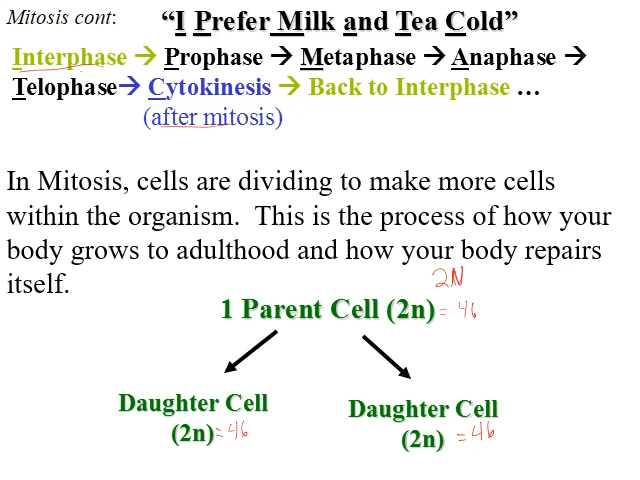 Mitosis cont: “I Prefer Milk and Tea Cold”
Interphase → Prophase → Metaphase → Anaphase →
Telophase→ Cytokinesis → Back to Interphase …
(after mitosis)
In Mitosis, cells are dividing to make more cells
within the organism. This is the process of how your
body grows to adulthood and how your body repairs
itself.
2N
1 Parent Cell (2n) = 46
Daughter Cell
(2n) = 46
Daughter Cell
(2n) = 46